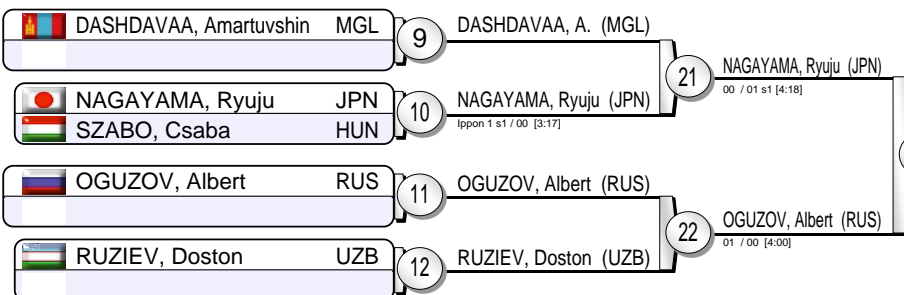 DASHDAVAA, Amartuvshin MGL
9
DASHDAVAA, A. (MGL)
21
NAGAYAMA, Ryuju (JPN)
00 / 01 s1 [4:18]
NAGAYAMA, Ryuju JPN
SZABO, Csaba HUN
10
NAGAYAMA, Ryuju (JPN)
Ippon 1 s1 / 00 [3:17]
OGUZOV, Albert RUS
11
OGUZOV, Albert (RUS)
22
OGUZOV, Albert (RUS)
01 / 00 [4:00]
RUZIEV, Doston UZB
12
RUZIEV, Doston (UZB)